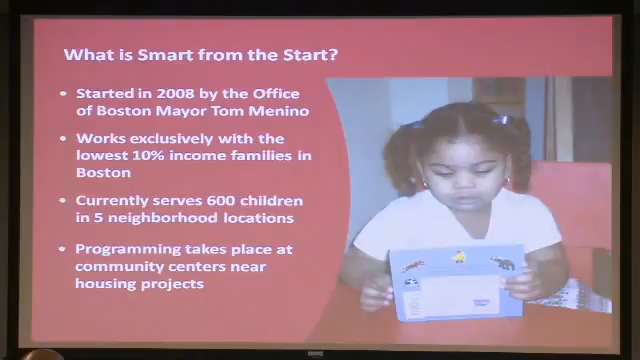 What is Smart from the Start?
• Started in 2008 by the Office
of Boston Mayor Tom Menino
• Works exclusively with the
lowest 10% income families in
Boston
• Currently serves 600 children
in 5 neighborhood locations
• Programming takes place at
community centers near
housing projects